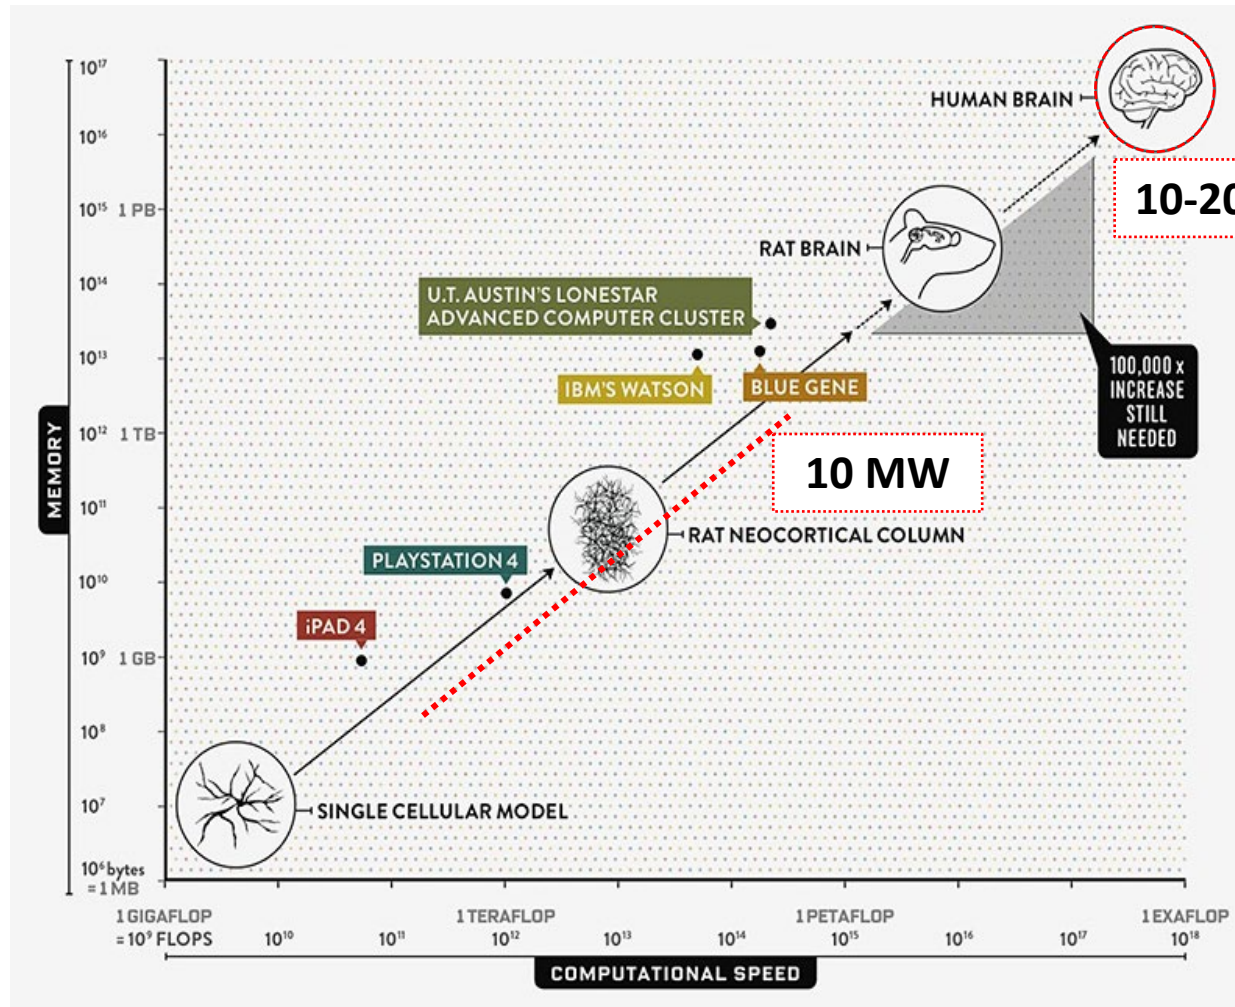 10¹⁷
HUMAN BRAIN
10¹⁶
10-20
10¹⁵ 1 PB
RAT BRAIN
10¹⁴
U.T. AUSTIN'S LONESTAR
ADVANCED COMPUTER CLUSTER
10¹³
100,000 x
INCREASE
STILL
NEEDED
IBM'S WATSON
BLUE GENE
10¹² 1 TB
MEMORY
10 MW
10¹¹
RAT NEOCORTICAL COLUMN
PLAYSTATION 4
10¹⁰
iPAD 4
10⁹ 1 GB
10⁸
10⁷
SINGLE CELLULAR MODEL
10⁶ bytes
= 1 MB
1 GIGAFLOP
1 TERAFLOP
1 PETAFLOP
1 EXAFLOP
= 10⁹ FLOPS 10¹⁰ 10¹¹ 10¹² 10¹³ 10¹⁴ 10¹⁵ 10¹⁶ 10¹⁷ 10¹⁸
COMPUTATIONAL SPEED